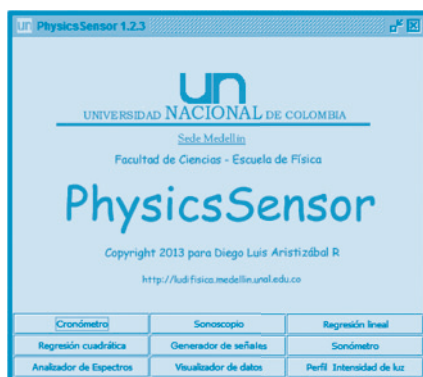 un PhysicsSensor 1.2.3
un
UNIVERSIDAD NACIONAL DE COLOMBIA
Sede Medellín
Facultad de Ciencias - Escuela de Física
PhysicsSensor
Copyright 2013 para Diego Luis Aristizábal R
http://ludifisica.medellin.unal.edu.co
Cronómetro Sonoscopio Regresión lineal
Regresión cuadrática Generador de señales Sonómetro
Analizador de Espectros Visualizador de datos Perfil Intensidad de luz